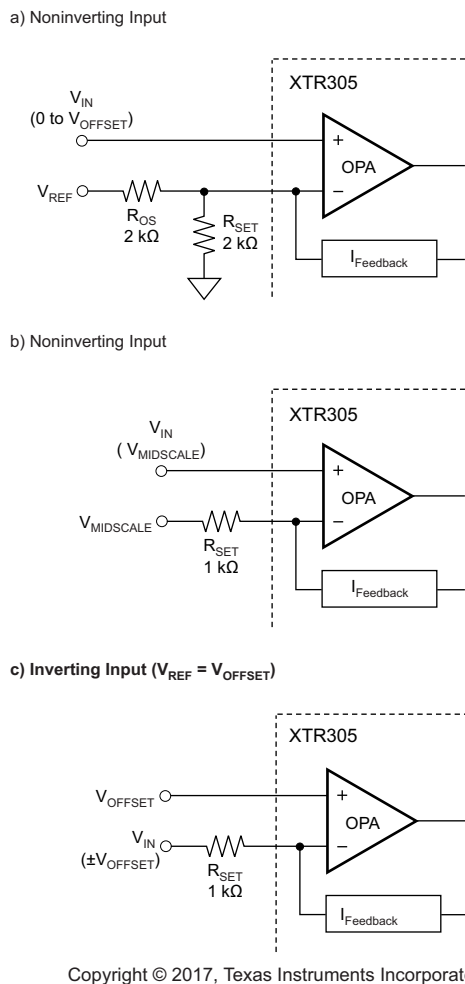 a) Noninverting Input
XTR305
V_IN
(0 to V_OFFSET)
+
OPA
V_REF
−
R_OS
2 kΩ
R_SET
2 kΩ
I_Feedback
b) Noninverting Input
XTR305
V_IN
( V_MIDSCALE)
+
OPA
V_MIDSCALE
−
R_SET
1 kΩ
I_Feedback
c) Inverting Input (V_REF = V_OFFSET)
XTR305
V_OFFSET
+
OPA
V_IN
(±V_OFFSET)
−
R_SET
1 kΩ
I_Feedback
Copyright © 2017, Texas Instruments Incorporate